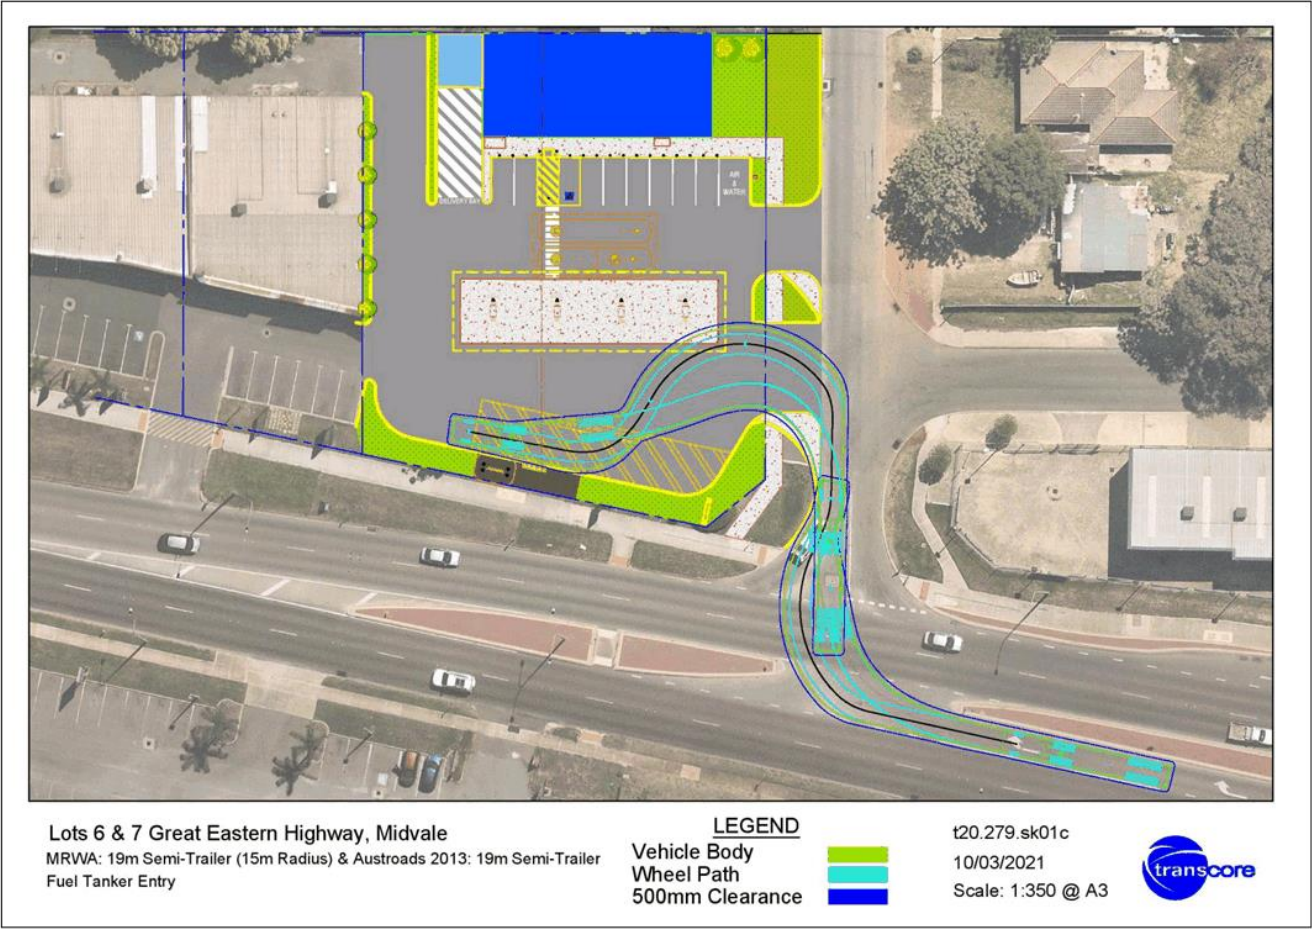 AIR
&
WATER
DELIVERY BAY
Lots 6 & 7 Great Eastern Highway, Midvale
MRWA: 19m Semi-Trailer (15m Radius) & Austroads 2013: 19m Semi-Trailer
Fuel Tanker Entry
LEGEND
Vehicle Body
Wheel Path
500mm Clearance
t20.279.sk01c
10/03/2021
Scale: 1:350 @ A3
transcore